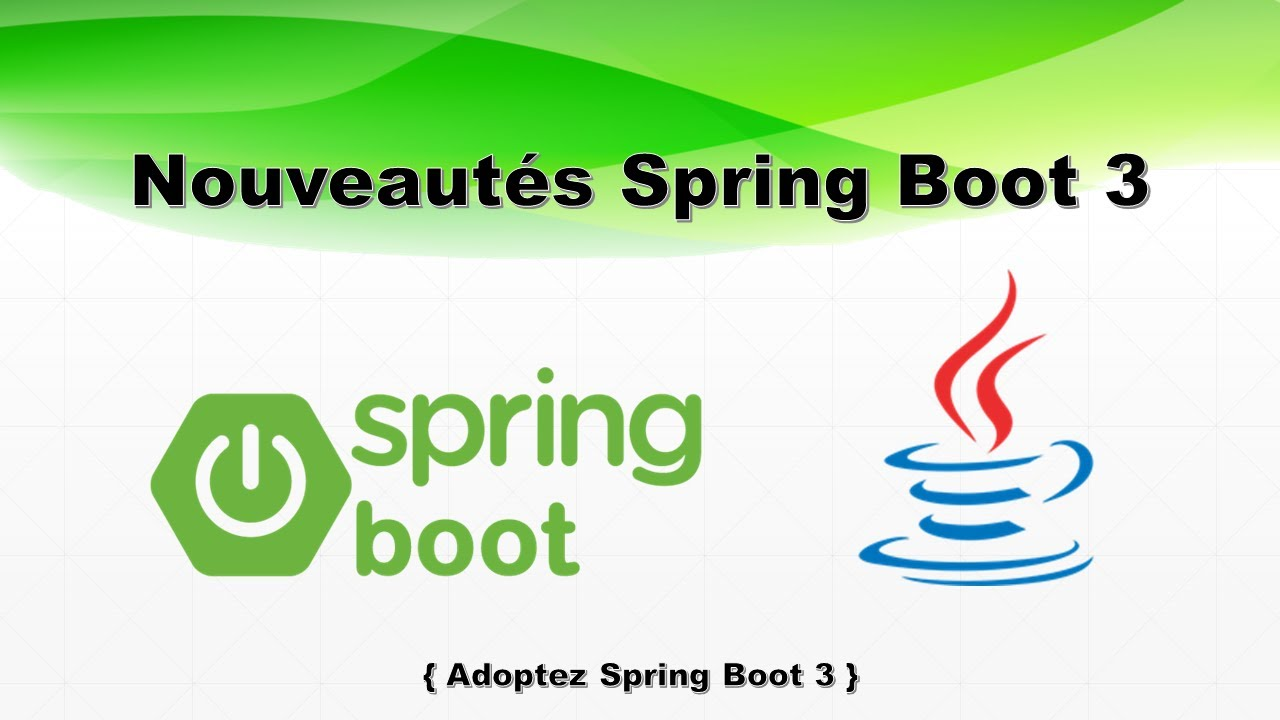 Nouveautés Spring Boot 3
spring
boot
{ Adoptez Spring Boot 3 }